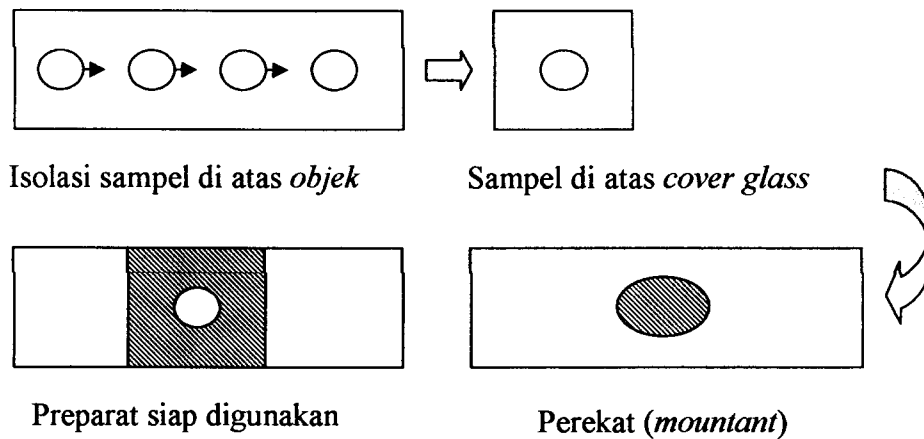 Isolasi sampel di atas objek
Sampel di atas cover glass
Preparat siap digunakan
Perekat (mountant)